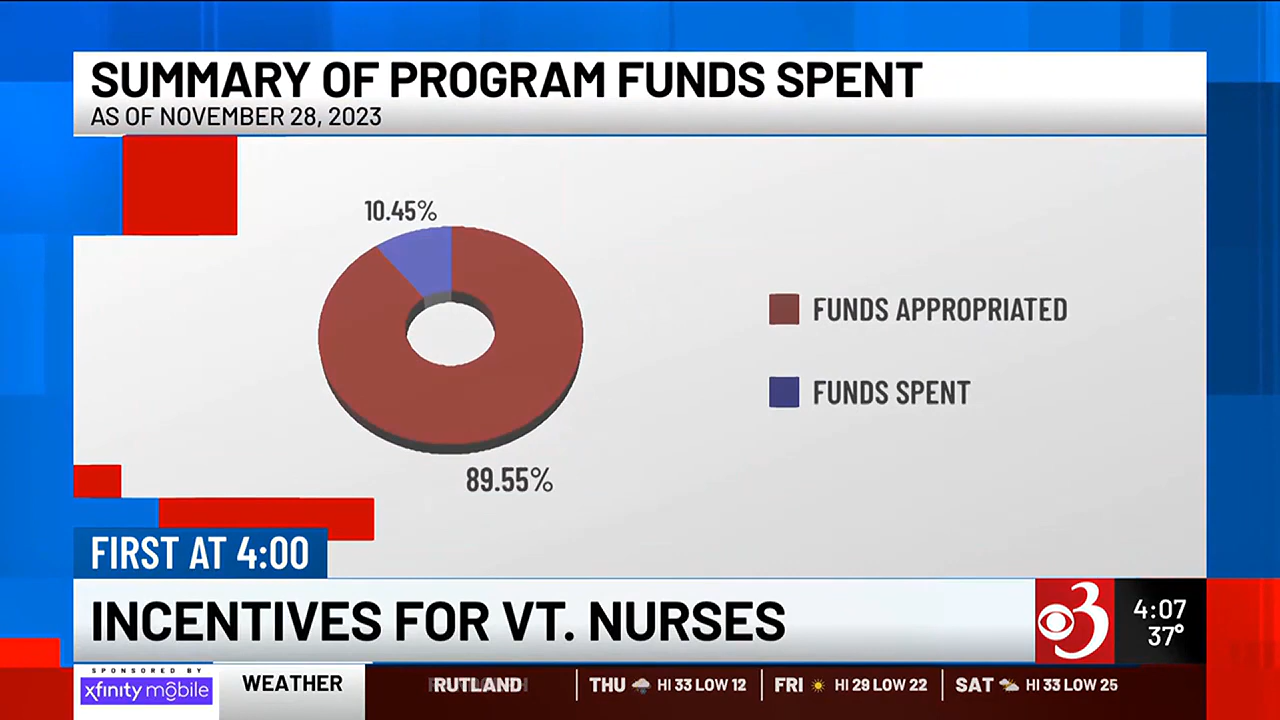 SUMMARY OF PROGRAM FUNDS SPENT
AS OF NOVEMBER 28, 2023
10.45%
89.55%
FUNDS APPROPRIATED
FUNDS SPENT
FIRST AT 4:00
INCENTIVES FOR VT. NURSES
3
4:07
37°
SPONSORED BY
xfinity mobile
WEATHER
RUTLAND
THU HI 33 LOW 12
FRI HI 29 LOW 22
SAT HI 33 LOW 25